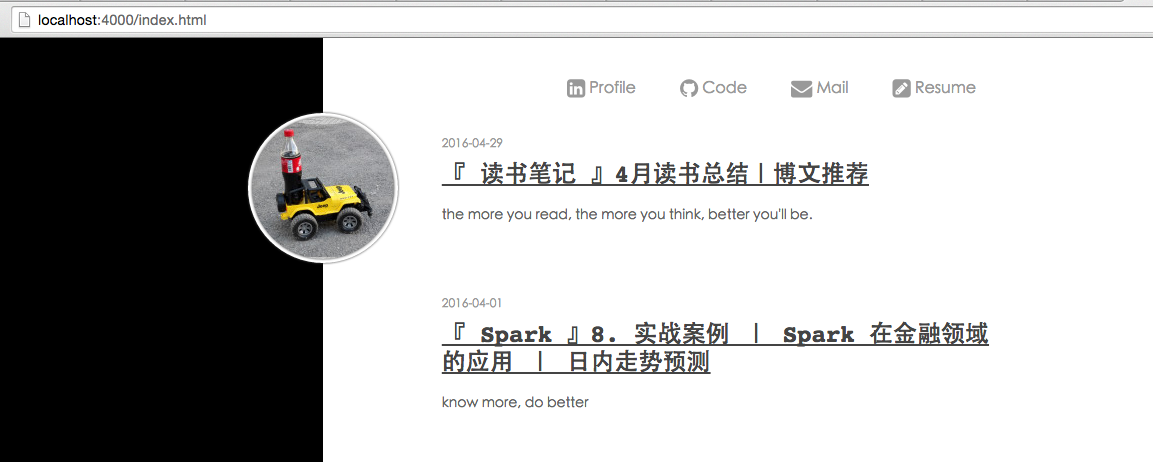 localhost:4000/index.html
Profile Code Mail Resume
2016-04-29
『 读书笔记 』4月读书总结｜博文推荐
the more you read, the more you think, better you'll be.
2016-04-01
『 Spark 』8. 实战案例 ｜ Spark 在金融领域
的应用 ｜ 日内走势预测
know more, do better